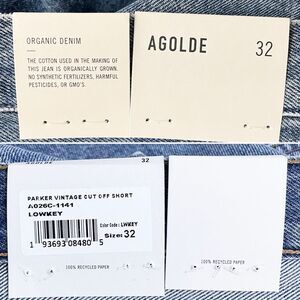 ORGANIC DENIM
THE COTTON USED IN THE MAKING OF
THIS JEAN IS ORGANICALLY GROWN.
NO SYNTHETIC FERTILIZERS, HARMFUL
PESTICIDES, OR GMO'S.
AGOLDE
32
32
PARKER VINTAGE CUT OFF SHORT
A026C-1141
LOWKEY
Color Code : LWKEY
Size: 32
1 93693 08480 5
100% RECYCLED PAPER
100% RECYCLED PAPER